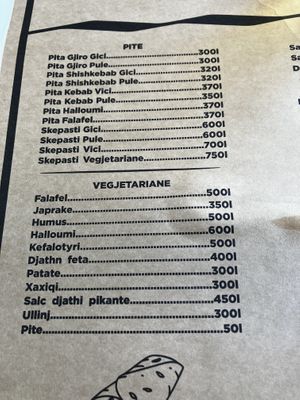 PITE
Pita Gjiro Gici.......300l
Pita Gjiro Pule.......300l
Pita Shishkebab Gici.......320l
Pita Shishkebab Pule.......320l
Pita Kebab Vici.......370l
Pita Kebab Pule.......350l
Pita Halloumi.......370l
Pita Falafel.......370l
Skepasti Gici.......600l
Skepasti Pule.......600l
Skepasti Vici.......700l
Skepasti Vegjetariane.......750l
VEGJETARIANE
Falafel.......500l
Japrake.......350l
Humus.......500l
Halloumi.......600l
Kefalotyri.......500l
Djathn feta.......400l
Patate.......300l
Xaxiqi.......300l
Salc djathi pikante.......450l
Ullinj.......300l
Pite.......50l